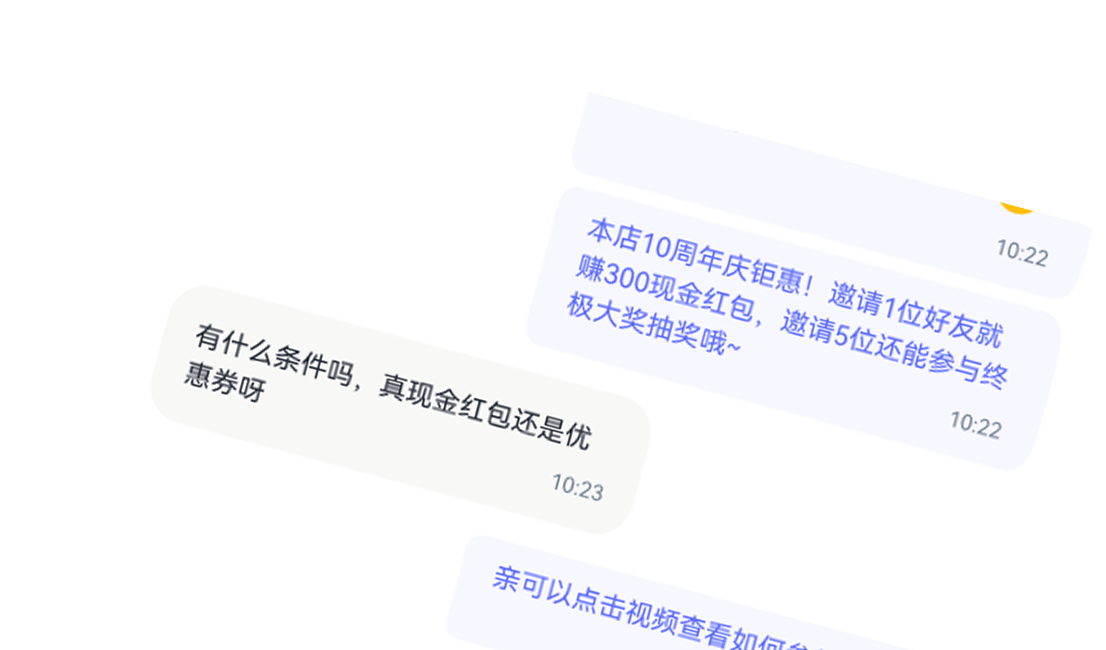 10:22
本店10周年庆钜惠！邀请1位好友就
赚300现金红包，邀请5位还能参与终
极大奖抽奖哦~
10:22
有什么条件吗，真现金红包还是优
惠券呀
10:23
亲可以点击视频查看如何参